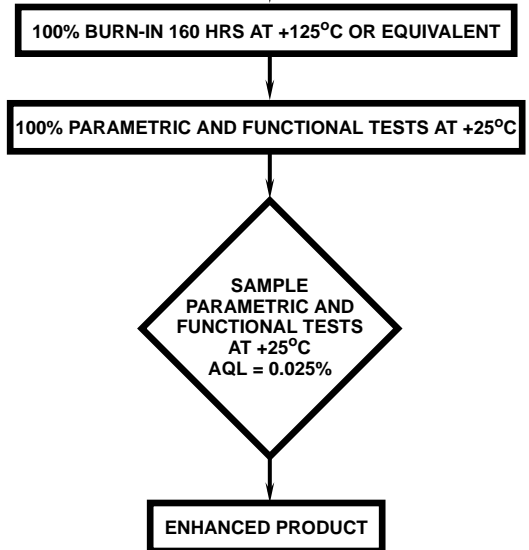 100% BURN-IN 160 HRS AT +125°C OR EQUIVALENT
100% PARAMETRIC AND FUNCTIONAL TESTS AT +25°C
SAMPLE
PARAMETRIC AND
FUNCTIONAL TESTS
AT +25°C
AQL = 0.025%
ENHANCED PRODUCT